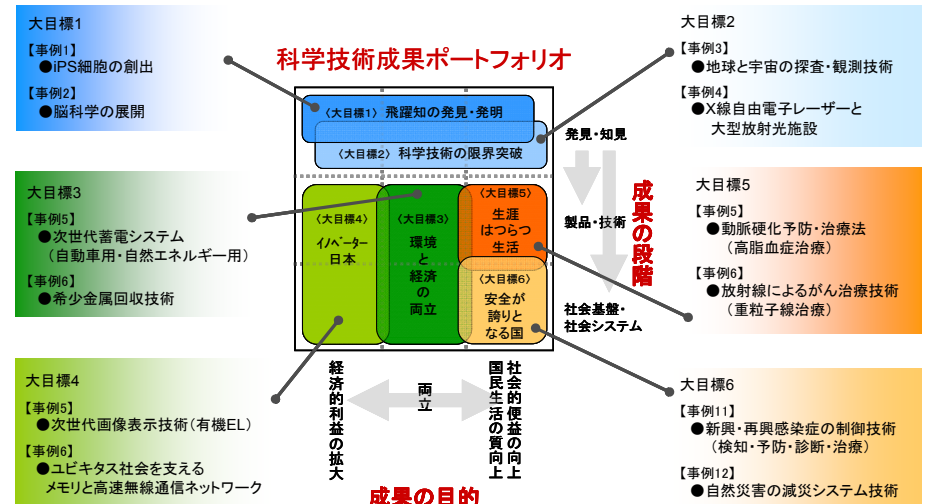 大目標1
【事例1】
●iPS細胞の創出
【事例2】
●脳科学の展開
科学技術成果ポートフォリオ
大目標2
【事例3】
●地球と宇宙の探査・観測技術
【事例4】
●X線自由電子レーザーと
大型放射光施設
〈大目標1〉 飛躍知の発見・発明
〈大目標2〉 科学技術の限界突破
発見・知見
製品・技術
社会基盤・
社会システム
成果の段階
大目標3
【事例5】
●次世代蓄電システム
（自動車用・自然エネルギー用）
【事例6】
●希少金属回収技術
〈大目標4〉
イノベーター
日本
〈大目標3〉
環境
と
経済
の
両立
〈大目標5〉
生涯
はつらつ
生活
〈大目標6〉
安全が
誇りと
なる国
大目標5
【事例5】
●動脈硬化予防・治療法
（高脂血症治療）
【事例6】
●放射線によるがん治療技術
（重粒子線治療）
大目標4
【事例5】
●次世代画像表示技術（有機EL）
【事例6】
●ユビキタス社会を支える
メモリと高速無線通信ネットワーク
経済的利益の拡大
両立
社会的便益の向上
国民生活の質向上
成果の目的
大目標6
【事例11】
●新興・再興感染症の制御技術
（検知・予防・診断・治療）
【事例12】
●自然災害の減災システム技術